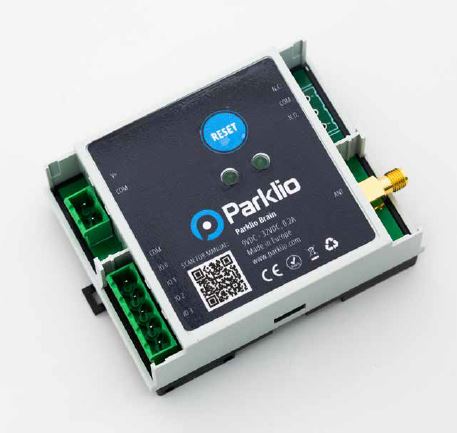 RESET
N.C.
COM
N.O.
V+
COM
ANT
Parklio
Parklio Brain
9VDC - 32VDC, 0.2A
Made in Europe
www.parklio.com
SCAN FOR MANUAL:
COM
IO 0
IO 1
IO 2
IO 3
CE